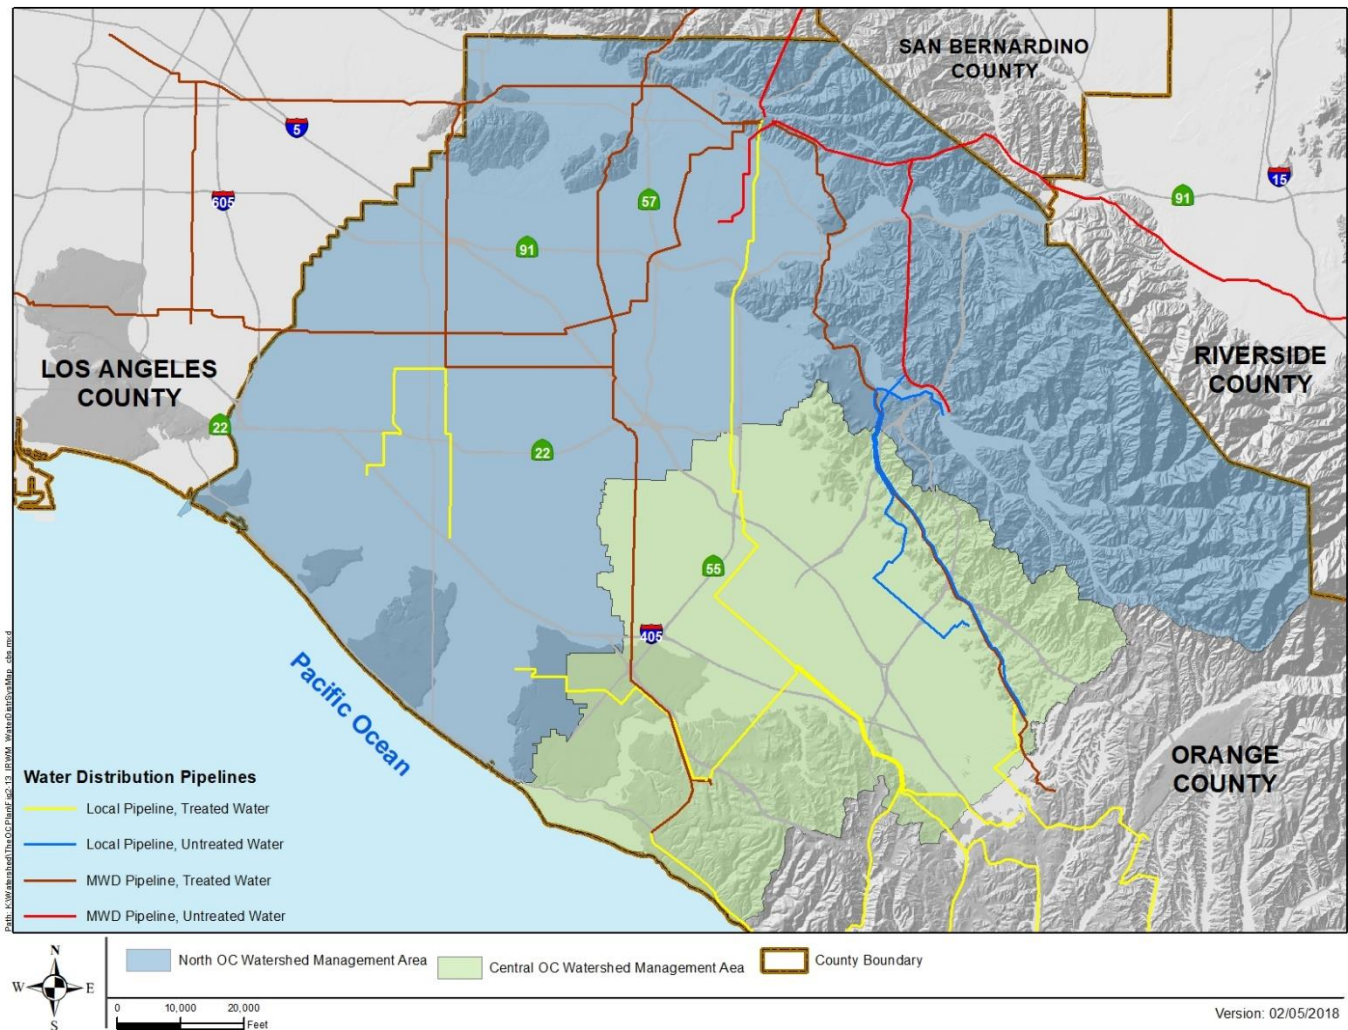 SAN BERNARDINO
COUNTY
5
605
57
91
15
91
LOS ANGELES
COUNTY
RIVERSIDE
COUNTY
22
22
55
405
Pacific Ocean
ORANGE
COUNTY
Water Distribution Pipelines
Local Pipeline, Treated Water
Local Pipeline, Untreated Water
MWD Pipeline, Treated Water
MWD Pipeline, Untreated Water
N
W E
S
North OC Watershed Management Area
Central OC Watershed Management Aea
County Boundary
0 10,000 20,000
Feet
Version: 02/05/2018